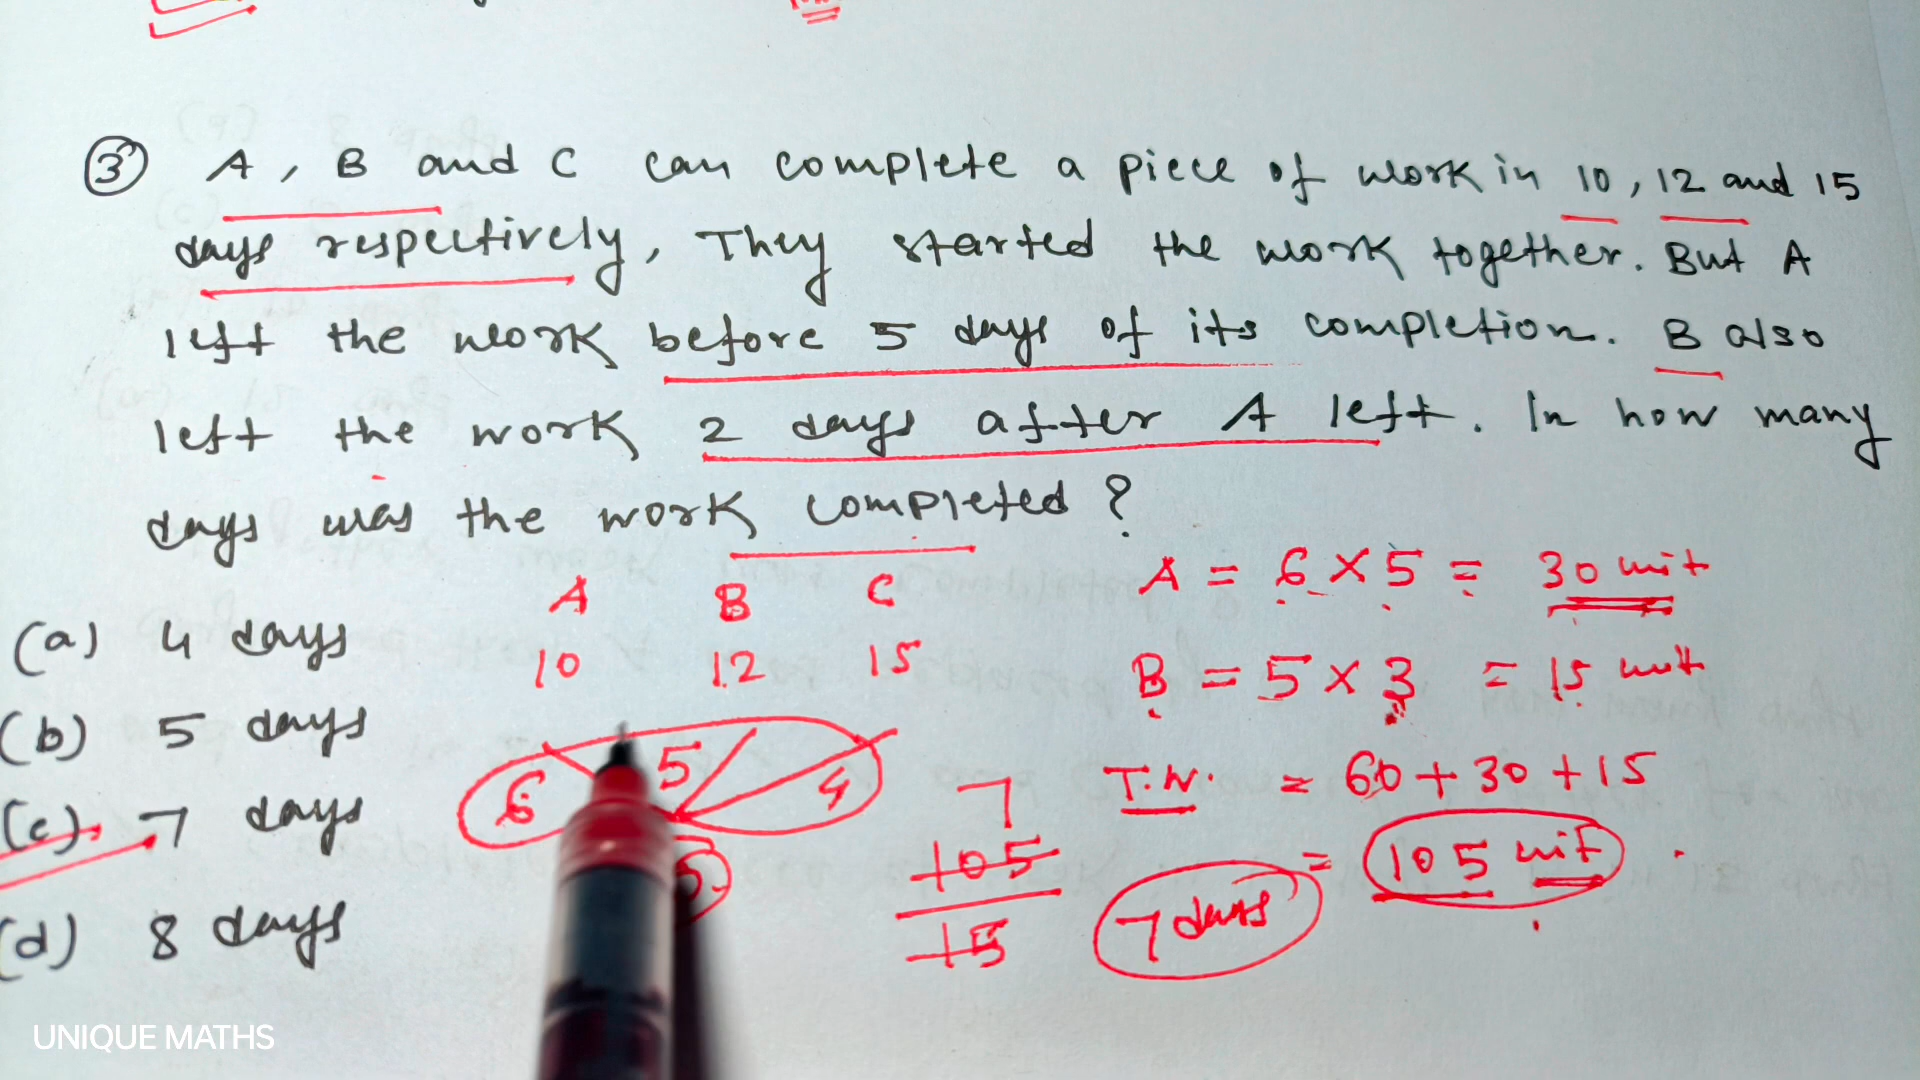 ③ A, B and C can complete a piece of work in 10, 12 and 15
days respectively, They started the work together. But A
left the work before 5 days of its completion. B also
left the work 2 days after A left. In how many
days was the work completed?
(a) 4 days
(b) 5 days
(c) 7 days
(d) 8 days
A B C
10 12 15
6 5 4
A = 6 × 5 = 30 unit
B = 5 × 3 = 15 unit
T.W. = 60 + 30 + 15
= 105 unit
7
105
15
7 days
UNIQUE MATHS